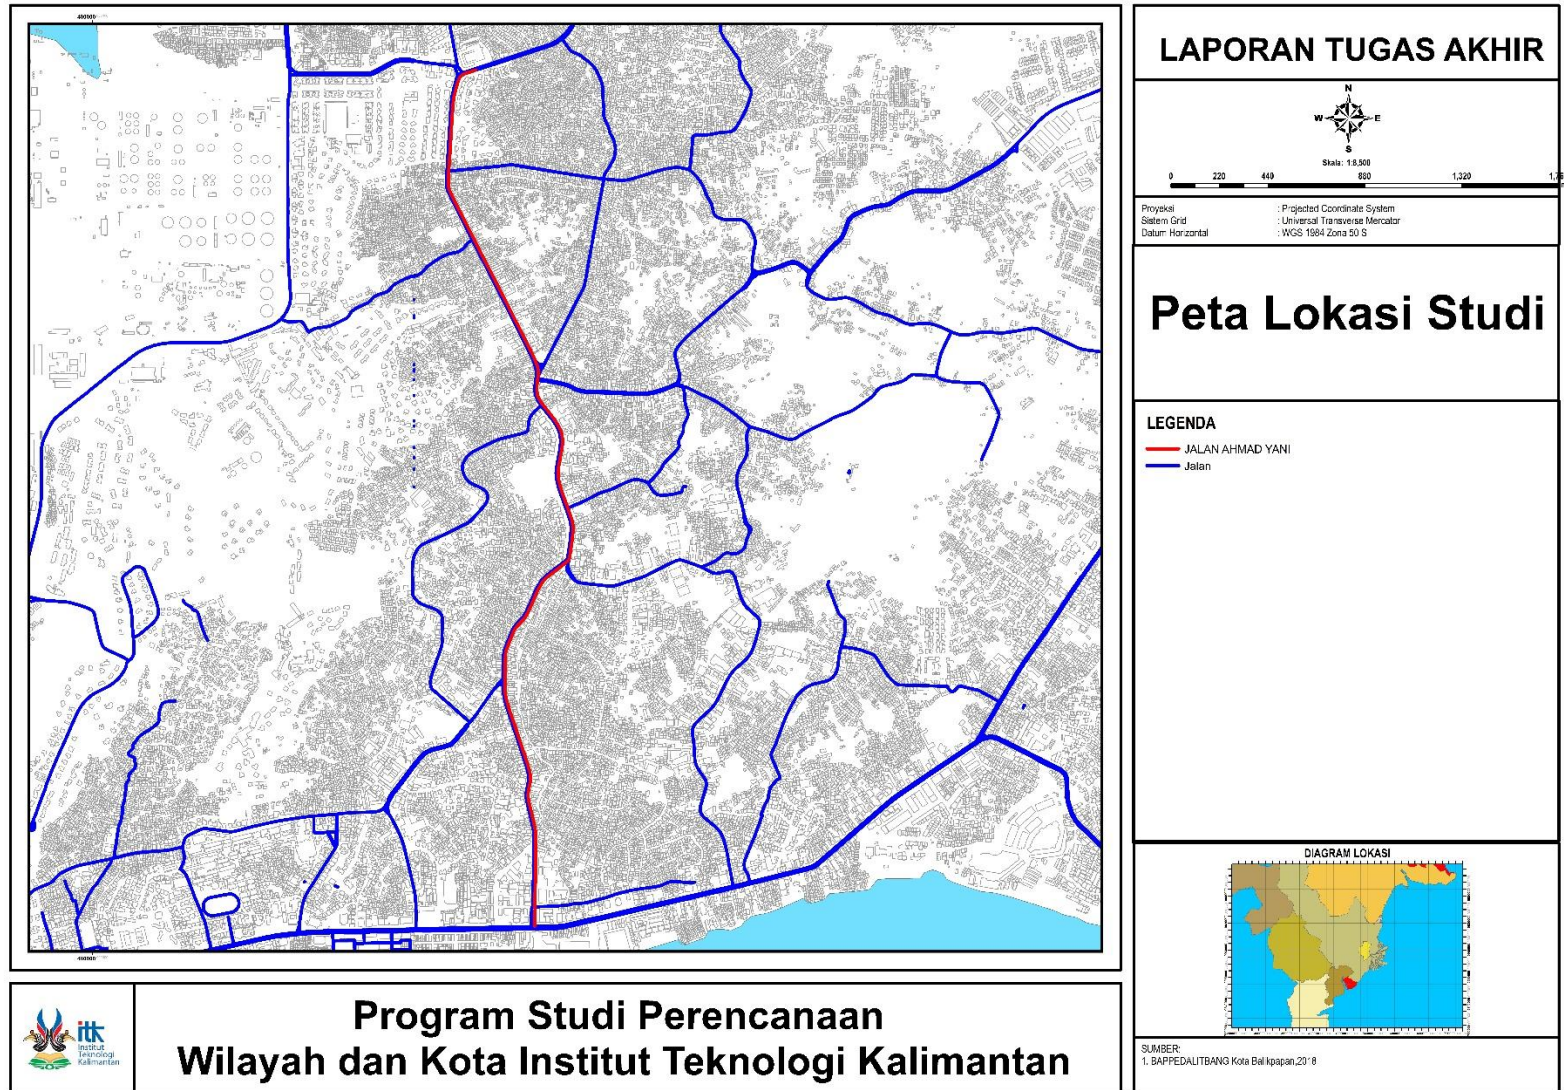 480000
LAPORAN TUGAS AKHIR
N
W E
S
Skala: 1:8,500
0 220 440 880 1,320
Proyeksi : Projected Coordinate System
Sistem Grid : Universal Transverse Mercator
Datum Horizontal : WGS 1984 Zona 50 S
Peta Lokasi Studi
LEGENDA
JALAN AHMAD YANI
Jalan
DIAGRAM LOKASI
SUMBER:
1. BAPPEDALITBANG Kota Balikpapan,2018
480000
itk
Institut
Teknologi
Kalimantan
Program Studi Perencanaan
Wilayah dan Kota Institut Teknologi Kalimantan